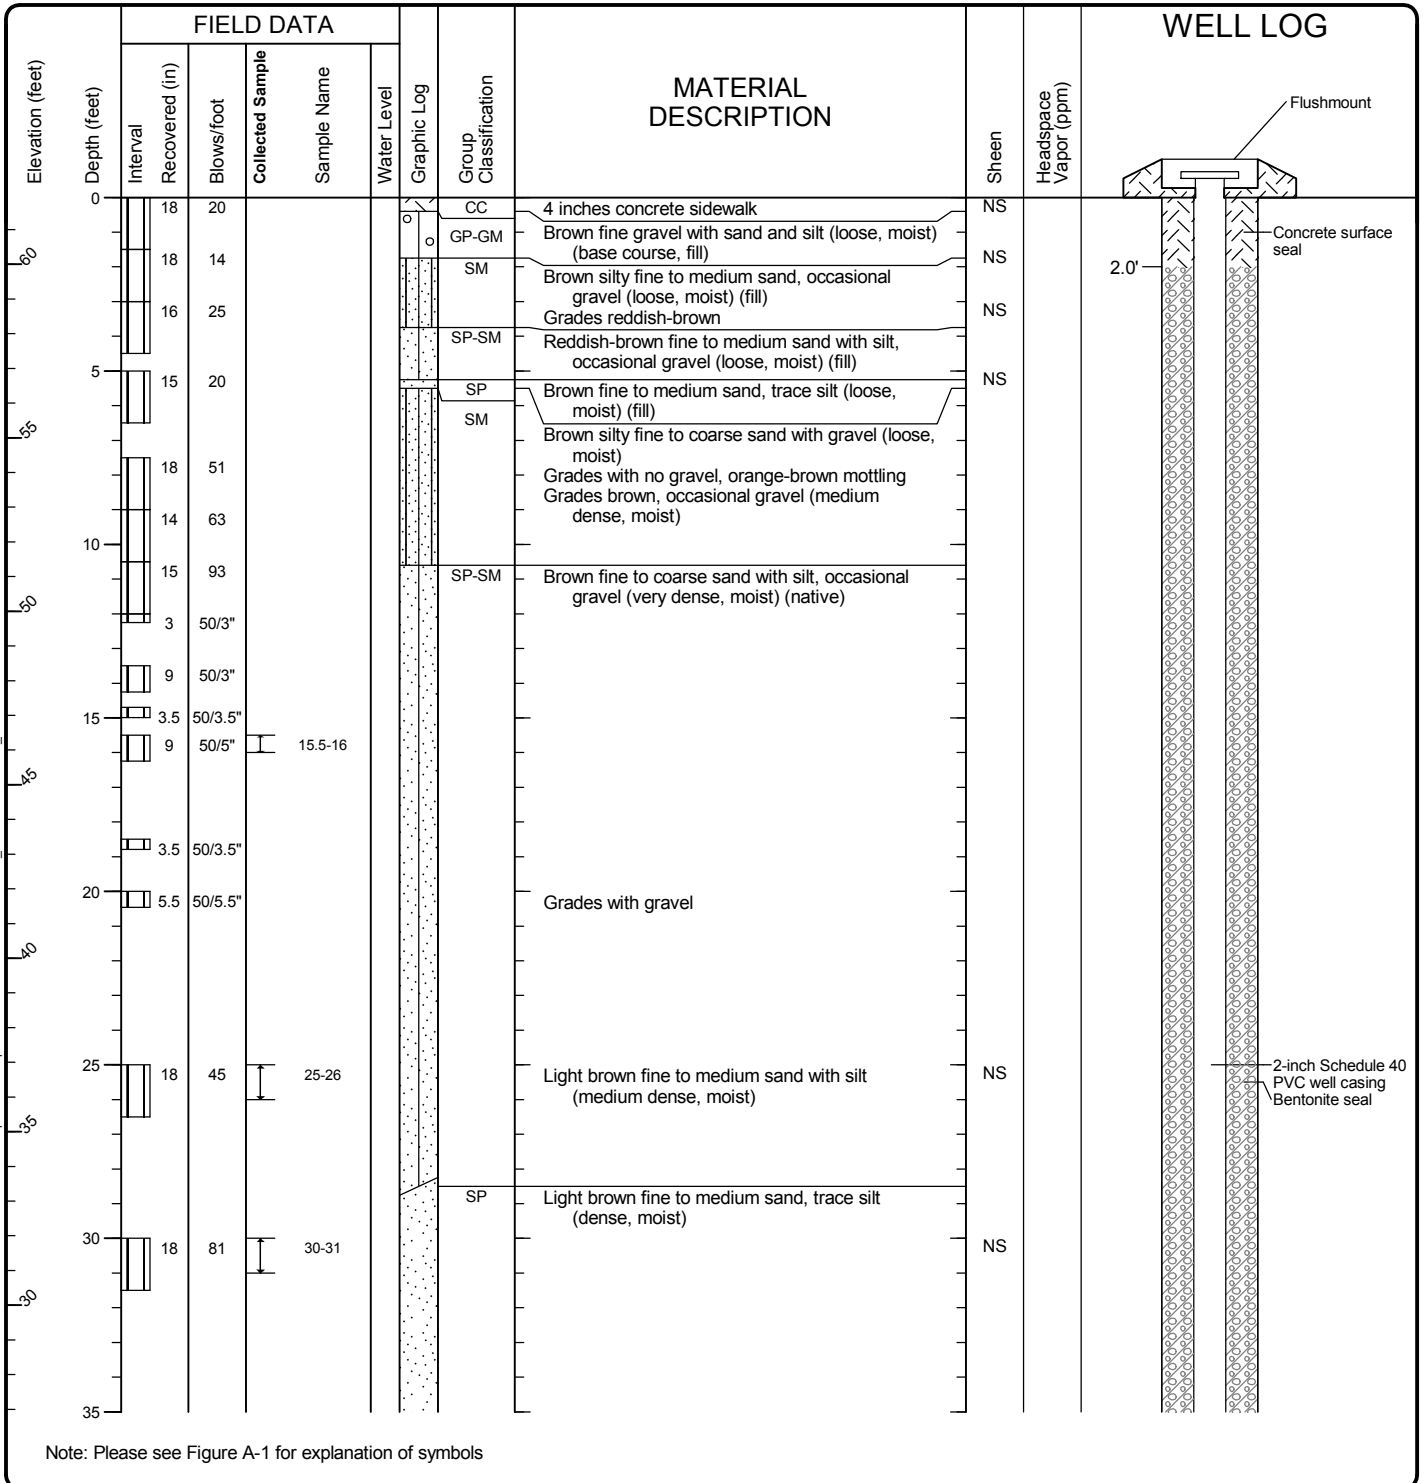 FIELD DATA
WELL LOG
Elevation (feet)
Depth (feet)
Interval
Recovered (in)
Blows/foot
Collected Sample
Sample Name
Water Level
Graphic Log
Group
Classification
MATERIAL
DESCRIPTION
Sheen
Headspace
Vapor (ppm)
Flushmount
0
18 20
CC
4 inches concrete sidewalk
NS
GP-GM
Brown fine gravel with sand and silt (loose, moist)
(base course, fill)
Concrete surface
seal
60
18 14
NS
SM
2.0'
Brown silty fine to medium sand, occasional
gravel (loose, moist) (fill)
16 25
NS
Grades reddish-brown
SP-SM
Reddish-brown fine to medium sand with silt,
occasional gravel (loose, moist) (fill)
5
15 20
NS
SP
Brown fine to medium sand, trace silt (loose,
moist) (fill)
55
SM
Brown silty fine to coarse sand with gravel (loose,
moist)
18 51
Grades with no gravel, orange-brown mottling
Grades brown, occasional gravel (medium
dense, moist)
14 63
10
15 93
SP-SM
Brown fine to coarse sand with silt, occasional
gravel (very dense, moist) (native)
50
3 50/3"
9 50/3"
15
3.5 50/3.5"
9 50/5"
15.5-16
45
3.5 50/3.5"
20
5.5 50/5.5"
Grades with gravel
40
25
18 45
25-26
Light brown fine to medium sand with silt
(medium dense, moist)
NS
2-inch Schedule 40
PVC well casing
Bentonite seal
35
SP
Light brown fine to medium sand, trace silt
(dense, moist)
30
18 81
30-31
NS
30
35
Note: Please see Figure A-1 for explanation of symbols